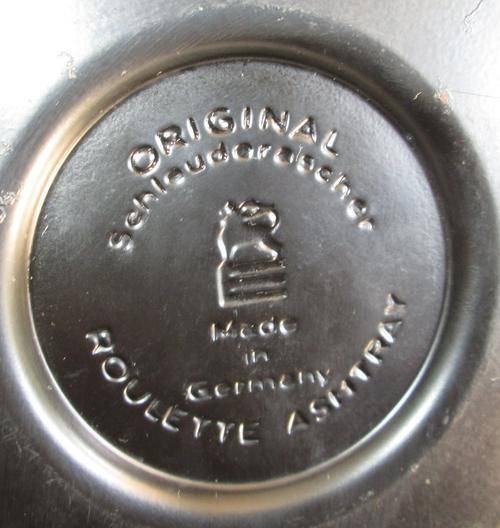 ORIGINAL
Schleuderascher
Made
in
Germany
ROULETTE ASHTRAY